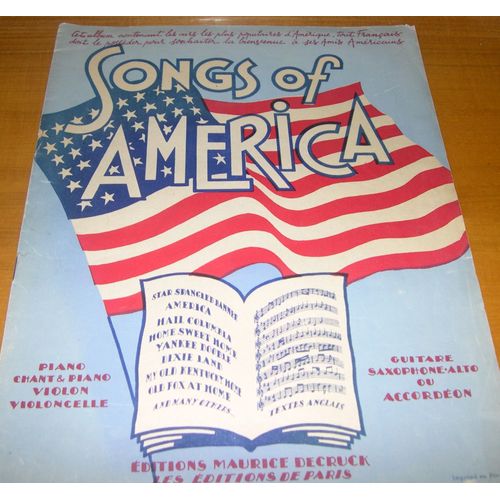 Cet album contenant les airs les plus populaires d'Amérique, tout Français
doit le posséder pour souhaiter la bienvenue à ses Amis Américains
SONGS of
AMERICA
STAR SPANGLED BANNER
AMERICA
HAIL COLUMBIA
HOME SWEET HOME
YANKEE DOODLE
DIXIE LAND
MY OLD KENTUCKY HOME
OLD FOX AT HOME
AND MANY OTHERS...
TEXTES ANGLAIS
PIANO
CHANT & PIANO
VIOLON
VIOLONCELLE
GUITARE
SAXOPHONE-ALTO
OU
ACCORDÉON
ÉDITIONS MAURICE DECRUCK
LES ÉDITIONS DE PARIS